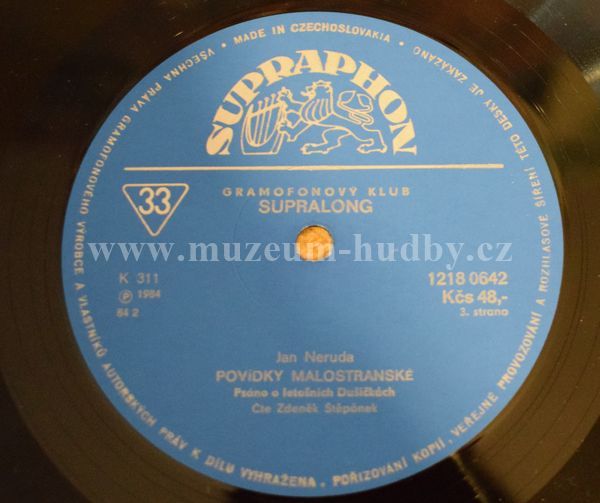 VŠECHNA PRÁVA GRAMOFONOVÉHO VÝROBCE A VLASTNÍKŮ AUTORSKÝCH PRÁV K DÍLU VYHRAŽENA. POŘIZOVÁNÍ KOPIÍ, VEŘEJNÉ PROVOZOVÁNÍ A ROZHLASOVÉ ŠÍŘENÍ TÉTO DESKY JE ZAKÁZÁNO • MADE IN CZECHOSLOVAKIA •
SUPRAPHON
33
GRAMOFONOVÝ KLUB
SUPRALONG
www.muzeum-hudby.cz
K 311
Ⓟ 1984
84 2
1218 0642
Kčs 48,-
3. strana
Jan Neruda
POVÍDKY MALOSTRANSKÉ
Psáno o letošních Dušičkách
Čte Zdeněk Štěpánek